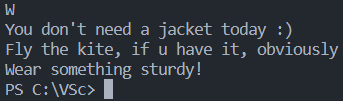 W
You don't need a jacket today :)
Fly the kite, if u have it, obviously
Wear something sturdy!
PS C:\VSc>